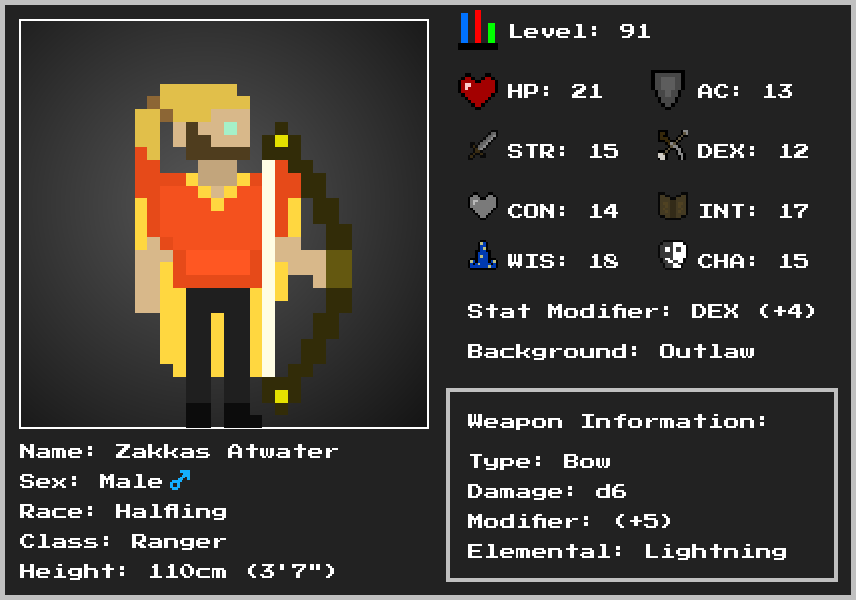 Level: 91
HP: 21
AC: 13
STR: 15
DEX: 12
CON: 14
INT: 17
WIS: 18
CHA: 15
Stat Modifier: DEX (+4)
Background: Outlaw
Weapon Information:
Type: Bow
Damage: d6
Modifier: (+5)
Elemental: Lightning
Name: Zakkas Atwater
Sex: Male ♂
Race: Halfling
Class: Ranger
Height: 110cm (3'7")